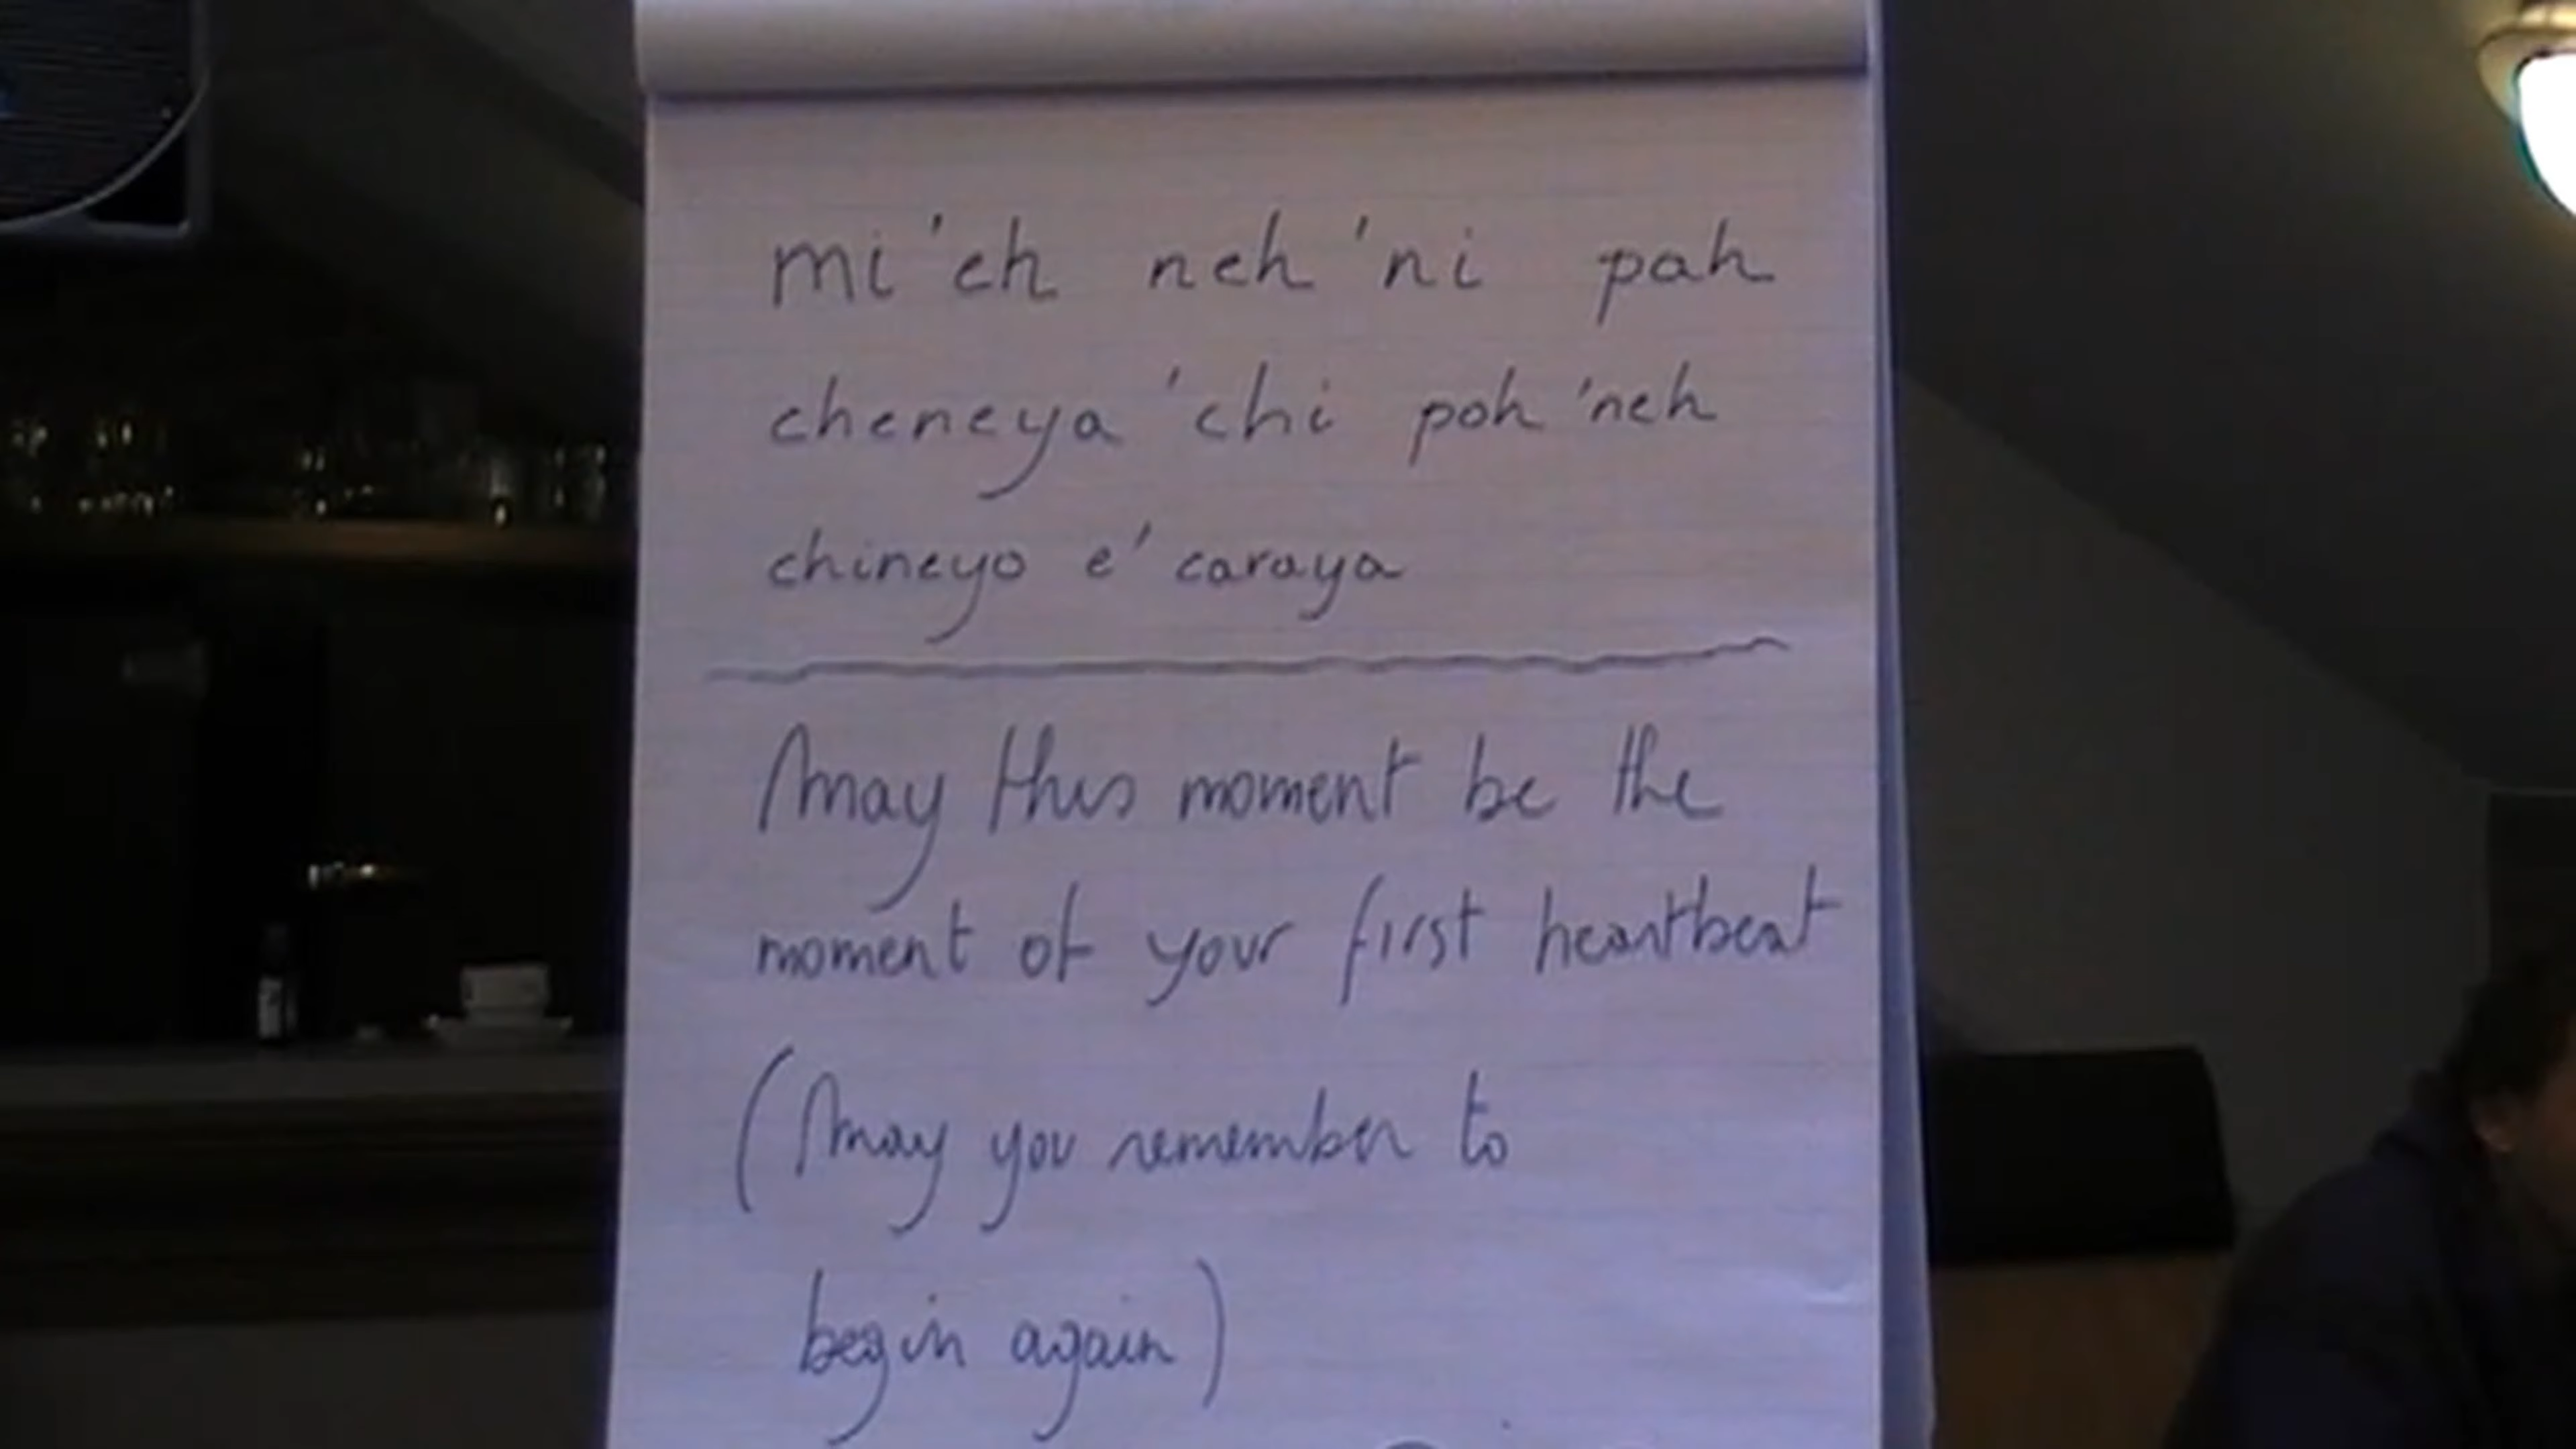 mi'eh neh'ni pah
cheneya'chi poh'neh
chineyo e'caraya
May this moment be the
moment of your first heartbeat
(May you remember to
begin again)